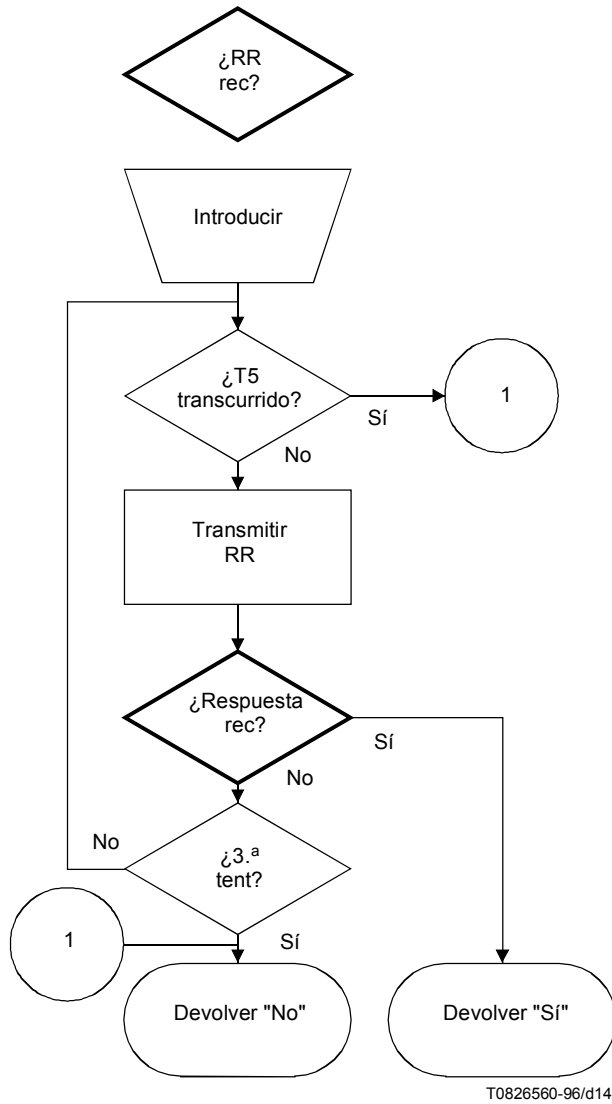 ¿RR
rec?
Introducir
¿T5
transcurrido?
1
Sí
No
Transmitir
RR
¿Respuesta
rec?
Sí
No
No
¿3.ª
tent?
1
Sí
Devolver "No"
Devolver "Sí"
T0826560-96/d14